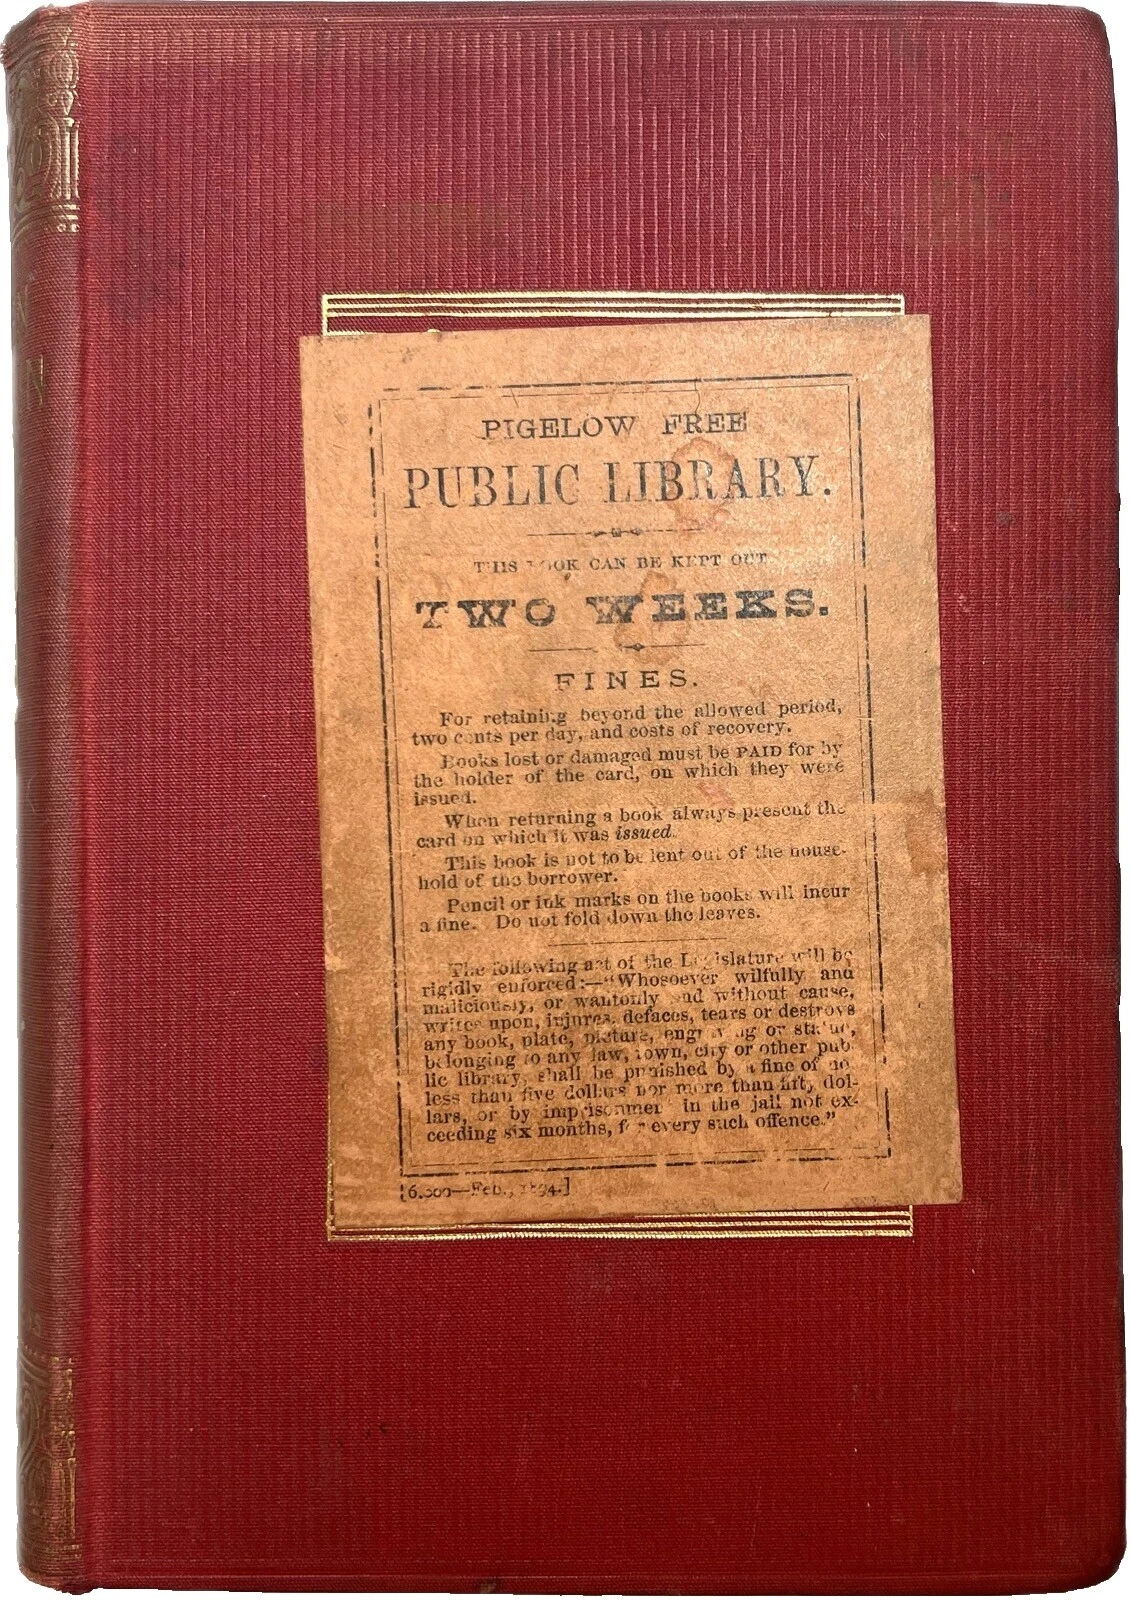 PIGELOW FREE
PUBLIC LIBRARY.
THIS BOOK CAN BE KEPT OUT
TWO WEEKS.
FINES.
For retaining beyond the allowed period,
two cents per day, and costs of recovery.
Books lost or damaged must be PAID for by
the holder of the card, on which they were
issued.
When returning a book always present the
card on which it was issued.
This book is not to be lent out of the house-
hold of the borrower.
Pencil or ink marks on the books will incur
a fine. Do not fold down the leaves.
The following act of the Legislature will be
rigidly enforced:—"Whosoever wilfully and
maliciously, or wantonly and without cause,
writes upon, injures, defaces, tears or destroys
any book, plate, picture, engraving or statue,
belonging to any law, town, city or other pub
lic library, shall be punished by a fine of no
less than five dollars nor more than fifty dol-
lars, or by imprisonment in the jail not ex-
ceeding six months, for every such offence."
[6,000—Feb., 1894.]